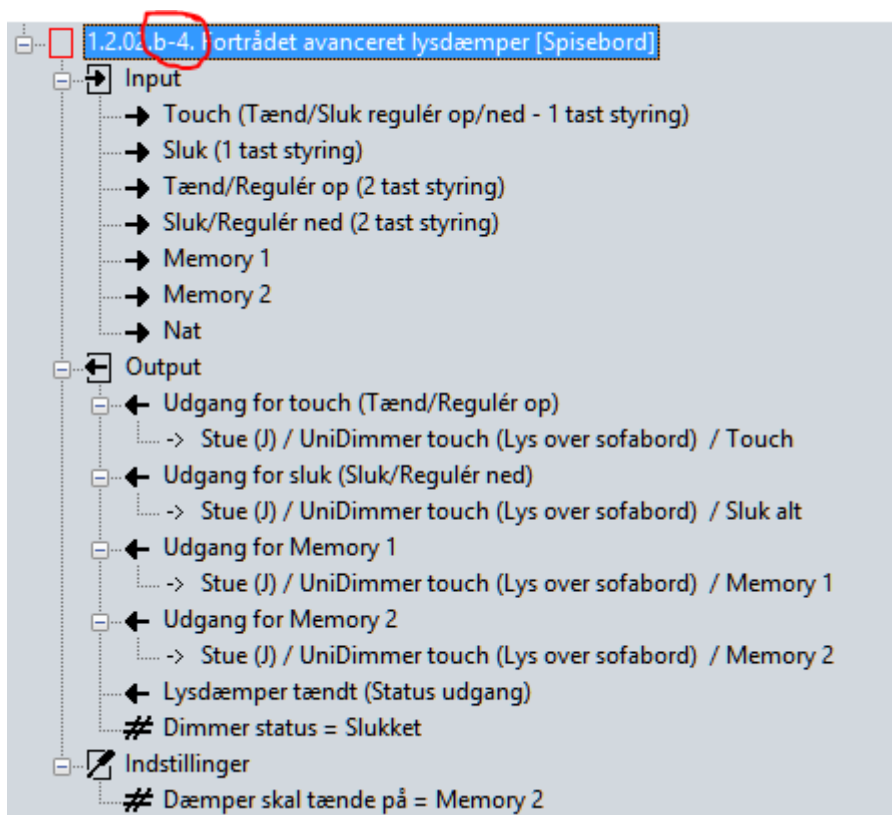 1.2.02.b-4. Fortrådet avanceret lysdæmper [Spisebord]
Input
Touch (Tænd/Sluk regulér op/ned - 1 tast styring)
Sluk (1 tast styring)
Tænd/Regulér op (2 tast styring)
Sluk/Regulér ned (2 tast styring)
Memory 1
Memory 2
Nat
Output
Udgang for touch (Tænd/Regulér op)
-> Stue (J) / UniDimmer touch (Lys over sofabord) / Touch
Udgang for sluk (Sluk/Regulér ned)
-> Stue (J) / UniDimmer touch (Lys over sofabord) / Sluk alt
Udgang for Memory 1
-> Stue (J) / UniDimmer touch (Lys over sofabord) / Memory 1
Udgang for Memory 2
-> Stue (J) / UniDimmer touch (Lys over sofabord) / Memory 2
Lysdæmper tændt (Status udgang)
Dimmer status = Slukket
Indstillinger
Dæmper skal tænde på = Memory 2